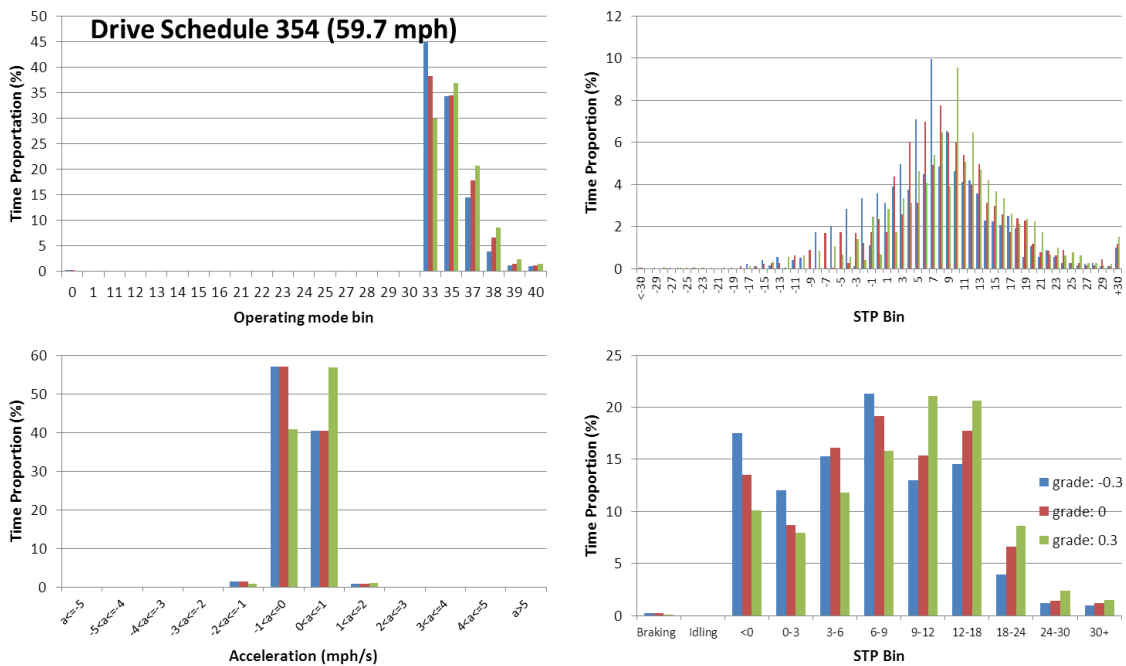 Drive Schedule 354 (59.7 mph)
Time Proportation (%)
50
45
40
35
30
25
20
15
10
5
0
0 1 11 12 13 14 15 16 21 22 23 24 25 27 28 29 30 33 35 37 38 39 40
Operating mode bin
Time Proportion (%)
12
10
8
6
4
2
0
<-30 -29 -27 -25 -23 -21 -19 -17 -15 -13 -11 -9 -7 -5 -3 -1 1 3 5 7 9 11 13 15 17 19 21 23 25 27 29 +30
STP Bin
Time Proportion (%)
60
50
40
30
20
10
0
a<=-5 -5<a<=-4 -4<a<=-3 -3<a<=-2 -2<a<=-1 -1<a<=0 0<a<=1 1<a<=2 2<a<=3 3<a<=4 4<a<=5 a>5
Acceleration (mph/s)
Time Proportion (%)
25
20
15
10
5
0
Braking Idling <0 0-3 3-6 6-9 9-12 12-18 18-24 24-30 30+
STP Bin
grade: -0.3
grade: 0
grade: 0.3